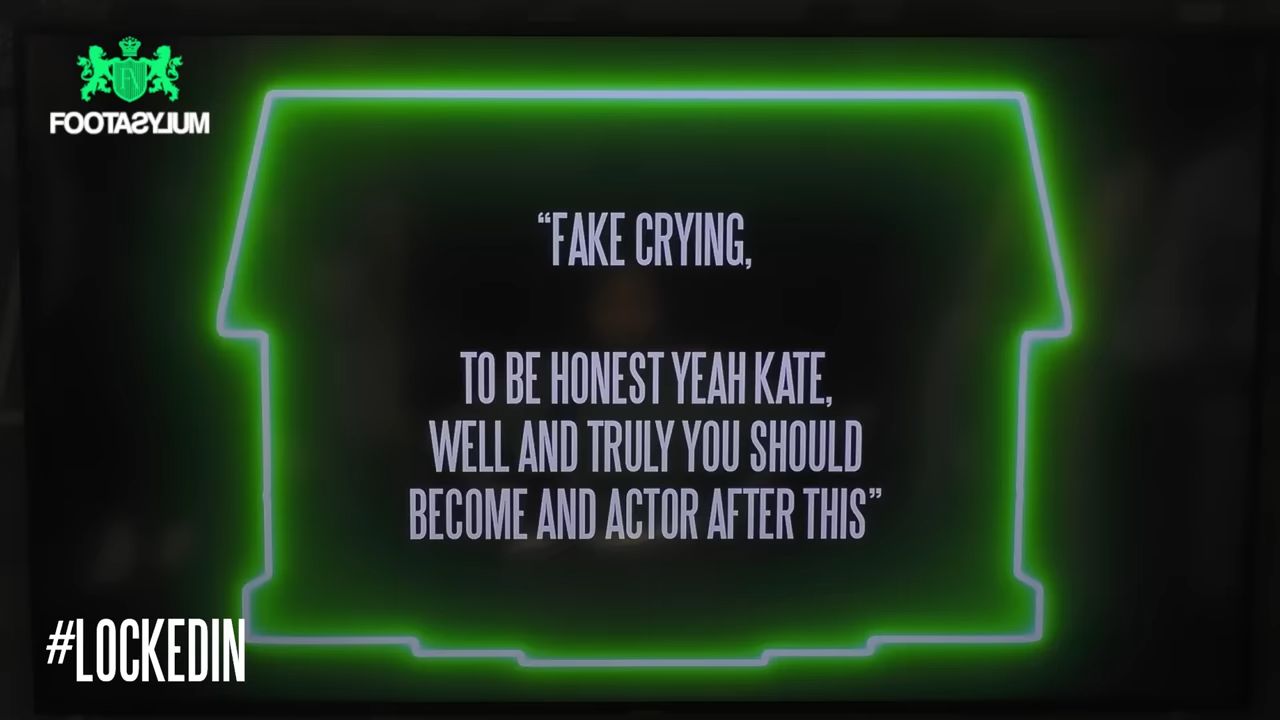 FOOTASYLUM
"FAKE CRYING,
TO BE HONEST YEAH KATE,
WELL AND TRULY YOU SHOULD
BECOME AND ACTOR AFTER THIS"
#LOCKEDIN